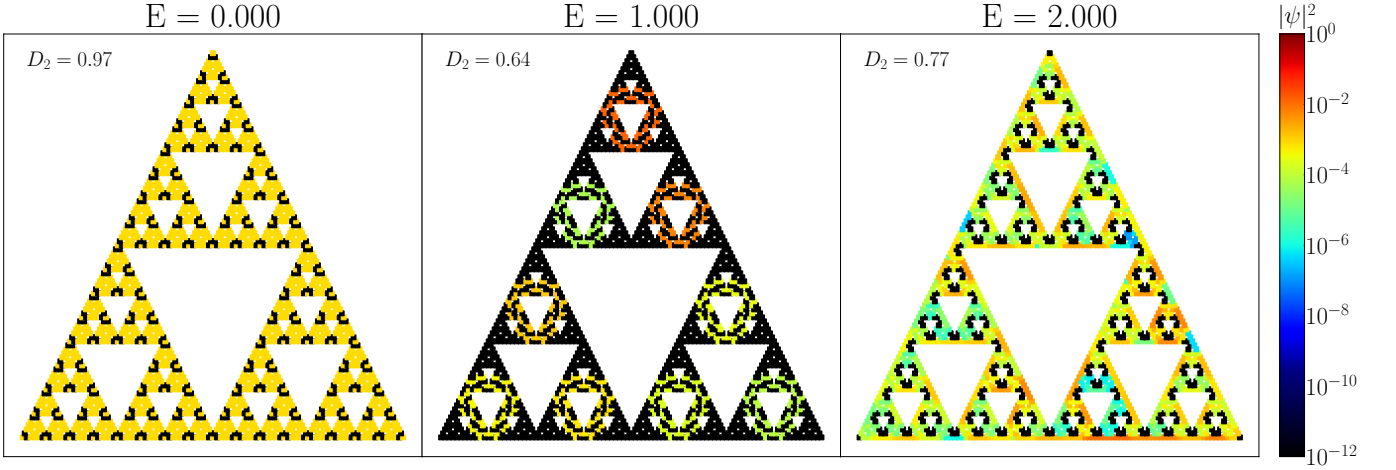 E = 0.000
E = 1.000
E = 2.000
|ψ|²
D₂ = 0.97
D₂ = 0.64
D₂ = 0.77
10⁰
10⁻²
10⁻⁴
10⁻⁶
10⁻⁸
10⁻¹⁰
10⁻¹²